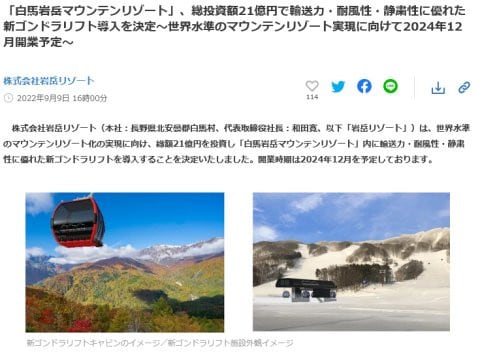 「白馬岩岳マウンテンリゾート」、総投資額21億円で輸送力・耐風性・静粛性に優れた
新ゴンドラリフト導入を決定～世界水準のマウンテンリゾート実現に向けて2024年12
月開業予定～
株式会社岩岳リゾート
2022年9月9日 16時00分
114
株式会社岩岳リゾート（本社：長野県北安曇郡白馬村、代表取締役社長：和田寛、以下「岩岳リゾート」）は、世界水準
のマウンテンリゾート化の実現に向け、総額21億円を投資し「白馬岩岳マウンテンリゾート」内に輸送力・耐風性・静粛
性に優れた新ゴンドラリフトを導入することを決定いたしました。開業時期は2024年12月を予定しております。
新ゴンドラリフトキャビンのイメージ／新ゴンドラリフト施設外観イメージ